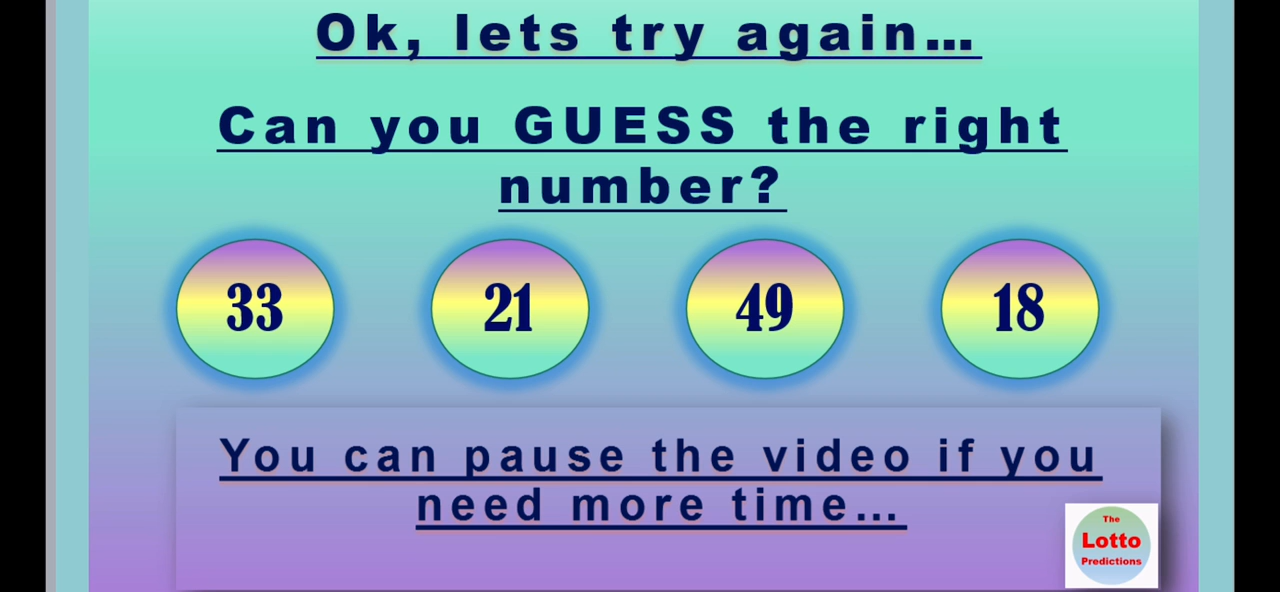 Ok, lets try again...
Can you GUESS the right
number?
33 21 49 18
You can pause the video if you
need more time...
The
Lotto
Predictions